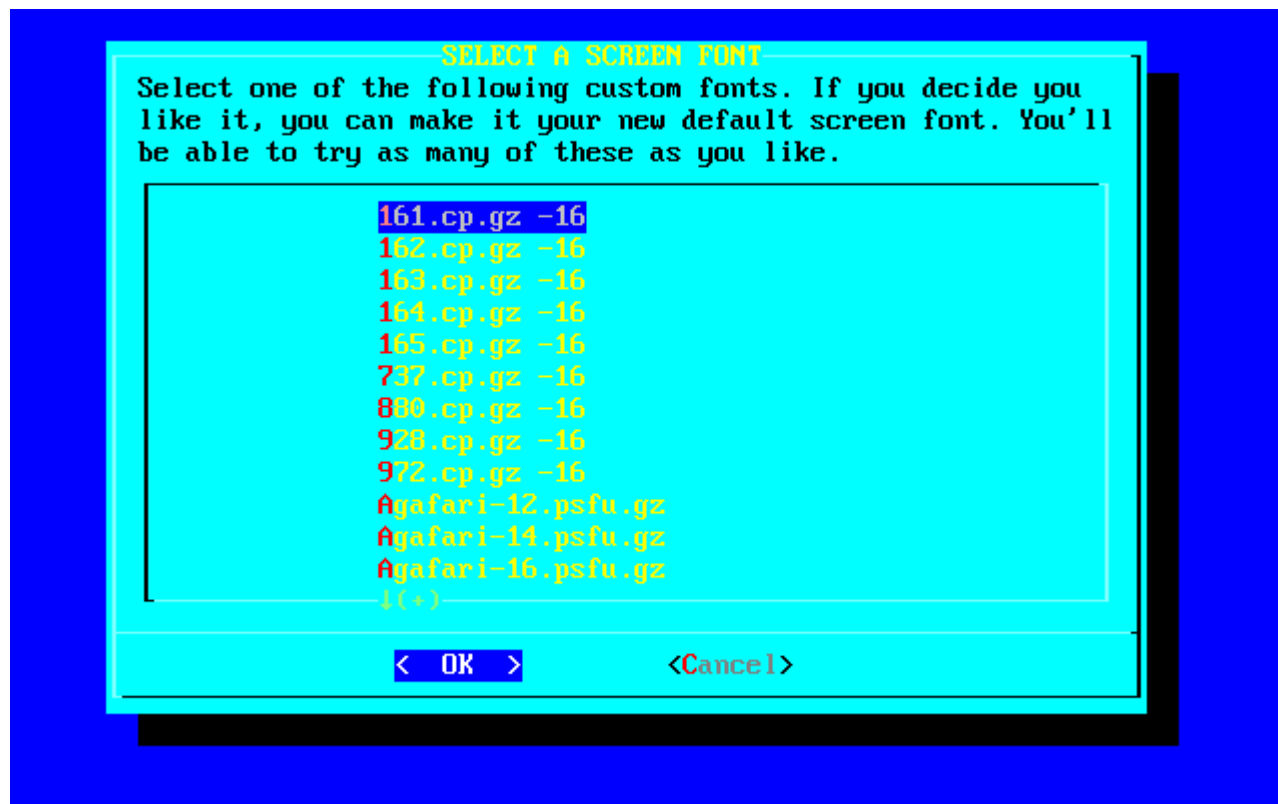 SELECT A SCREEN FONT
Select one of the following custom fonts. If you decide you
like it, you can make it your new default screen font. You'll
be able to try as many of these as you like.
161.cp.gz -16
162.cp.gz -16
163.cp.gz -16
164.cp.gz -16
165.cp.gz -16
737.cp.gz -16
880.cp.gz -16
928.cp.gz -16
972.cp.gz -16
Agafari-12.psfu.gz
Agafari-14.psfu.gz
Agafari-16.psfu.gz
↓(+)
< OK > <Cancel>